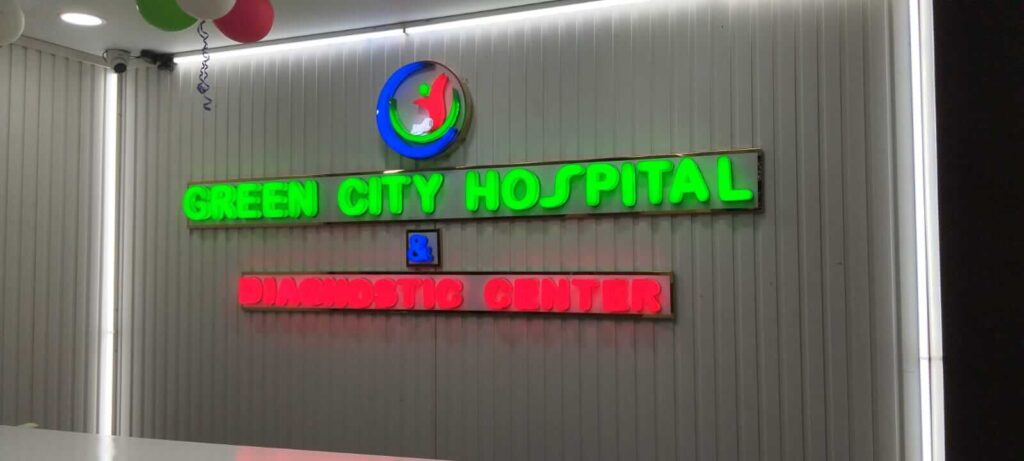 GREEN CITY HOSPITAL
&
DIAGNOSTIC CENTER